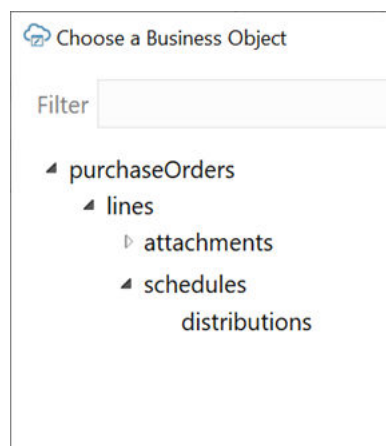 Choose a Business Object
Filter
purchaseOrders
lines
attachments
schedules
distributions